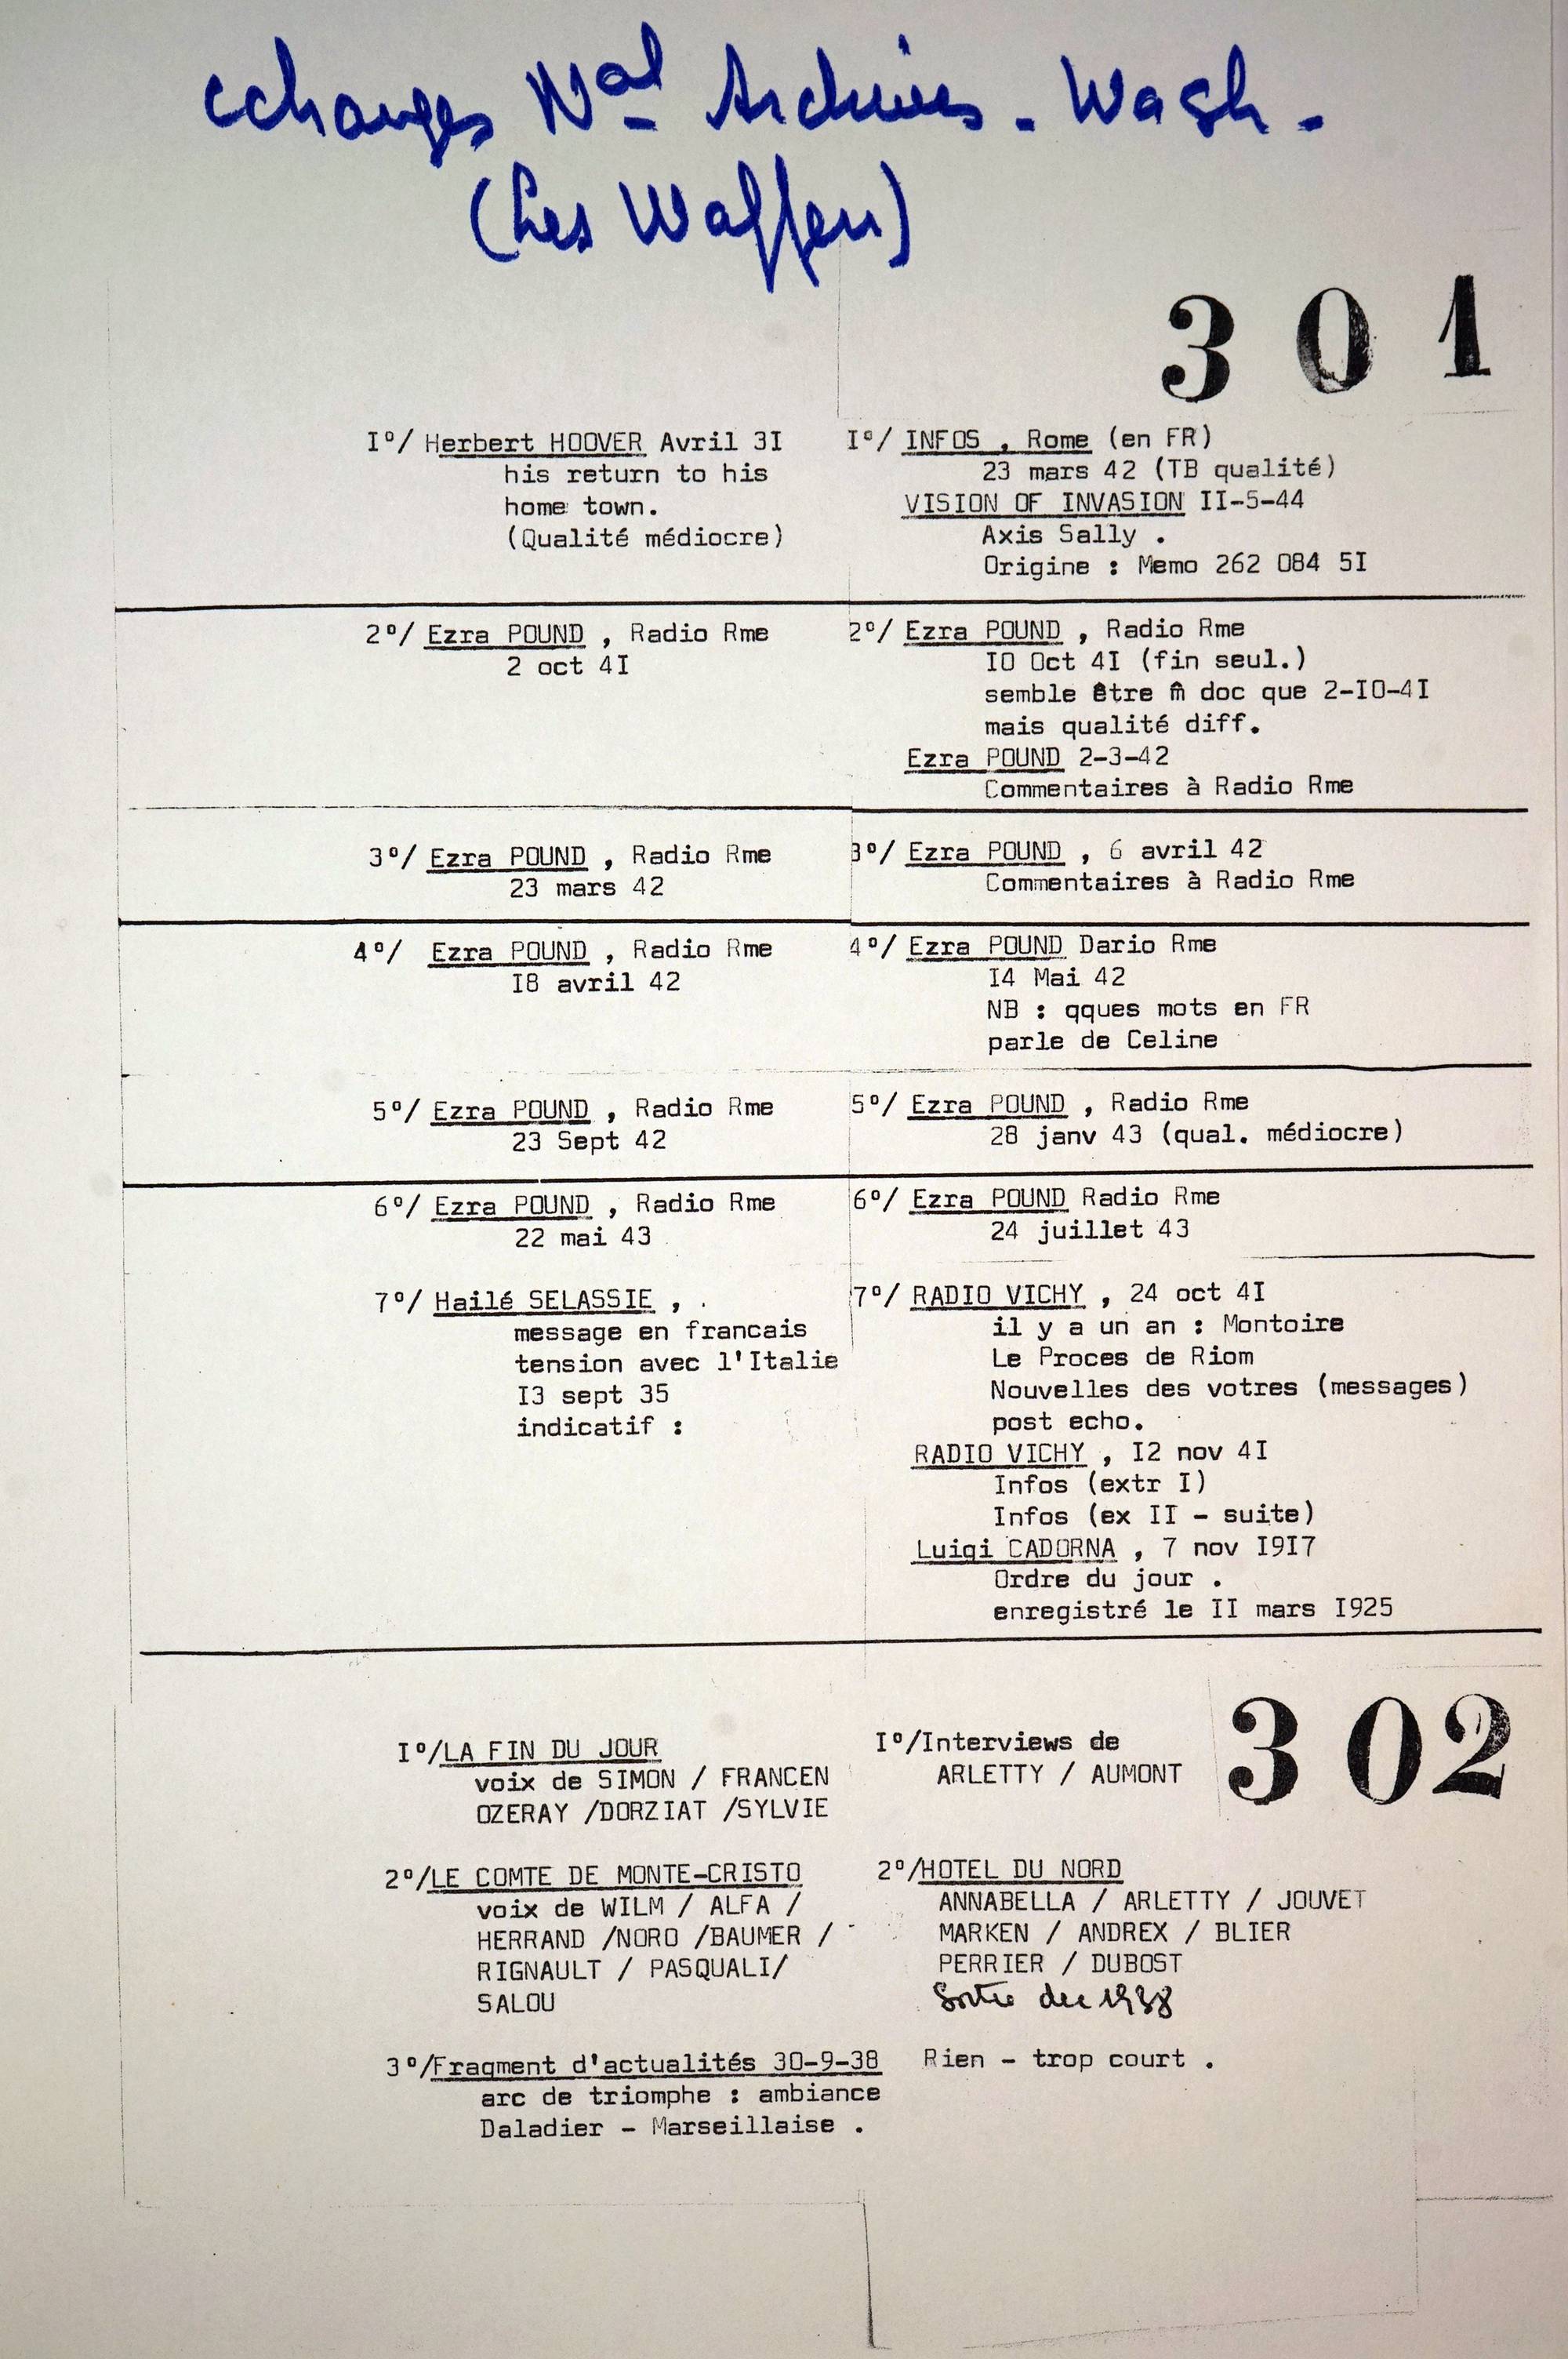 echanges Nal Archives - Wash -
(Les Waffen)
301
I°/ Herbert HOOVER Avril 3I
his return to his
home town.
(Qualité médiocre)
I°/ INFOS , Rome (en FR)
23 mars 42 (TB qualité)
VISION OF INVASION II-5-44
Axis Sally .
Origine : Memo 262 084 5I
2°/ Ezra POUND , Radio Rme
2 oct 4I
2°/ Ezra POUND , Radio Rme
IO Oct 4I (fin seul.)
semble être m̂ doc que 2-IO-4I
mais qualité diff.
Ezra POUND 2-3-42
Commentaires à Radio Rme
3°/ Ezra POUND , Radio Rme
23 mars 42
3°/ Ezra POUND , 6 avril 42
Commentaires à Radio Rme
4°/ Ezra POUND , Radio Rme
I8 avril 42
4°/ Ezra POUND Dario Rme
I4 Mai 42
NB : qques mots en FR
parle de Celine
5°/ Ezra POUND , Radio Rme
23 Sept 42
5°/ Ezra POUND , Radio Rme
28 janv 43 (qual. médiocre)
6°/ Ezra POUND , Radio Rme
22 mai 43
6°/ Ezra POUND Radio Rme
24 juillet 43
7°/ Hailé SELASSIE , .
message en francais
tension avec l'Italie
I3 sept 35
indicatif :
7°/ RADIO VICHY , 24 oct 4I
il y a un an : Montoire
Le Proces de Riom
Nouvelles des votres (messages)
post echo.
RADIO VICHY , I2 nov 4I
Infos (extr I)
Infos (ex II - suite)
Luigi CADORNA , 7 nov I9I7
Ordre du jour .
enregistré le II mars I925
302
I°/LA FIN DU JOUR
voix de SIMON / FRANCEN
OZERAY /DORZIAT /SYLVIE
I°/Interviews de
ARLETTY / AUMONT
2°/LE COMTE DE MONTE-CRISTO
voix de WILM / ALFA /
HERRAND /NORO /BAUMER /
RIGNAULT / PASQUALI/
SALOU
2°/HOTEL DU NORD
ANNABELLA / ARLETTY / JOUVET
MARKEN / ANDREX / BLIER
PERRIER / DUBOST
Sortie dec 1938
3°/Fragment d'actualités 30-9-38
arc de triomphe : ambiance
Daladier - Marseillaise .
Rien - trop court .